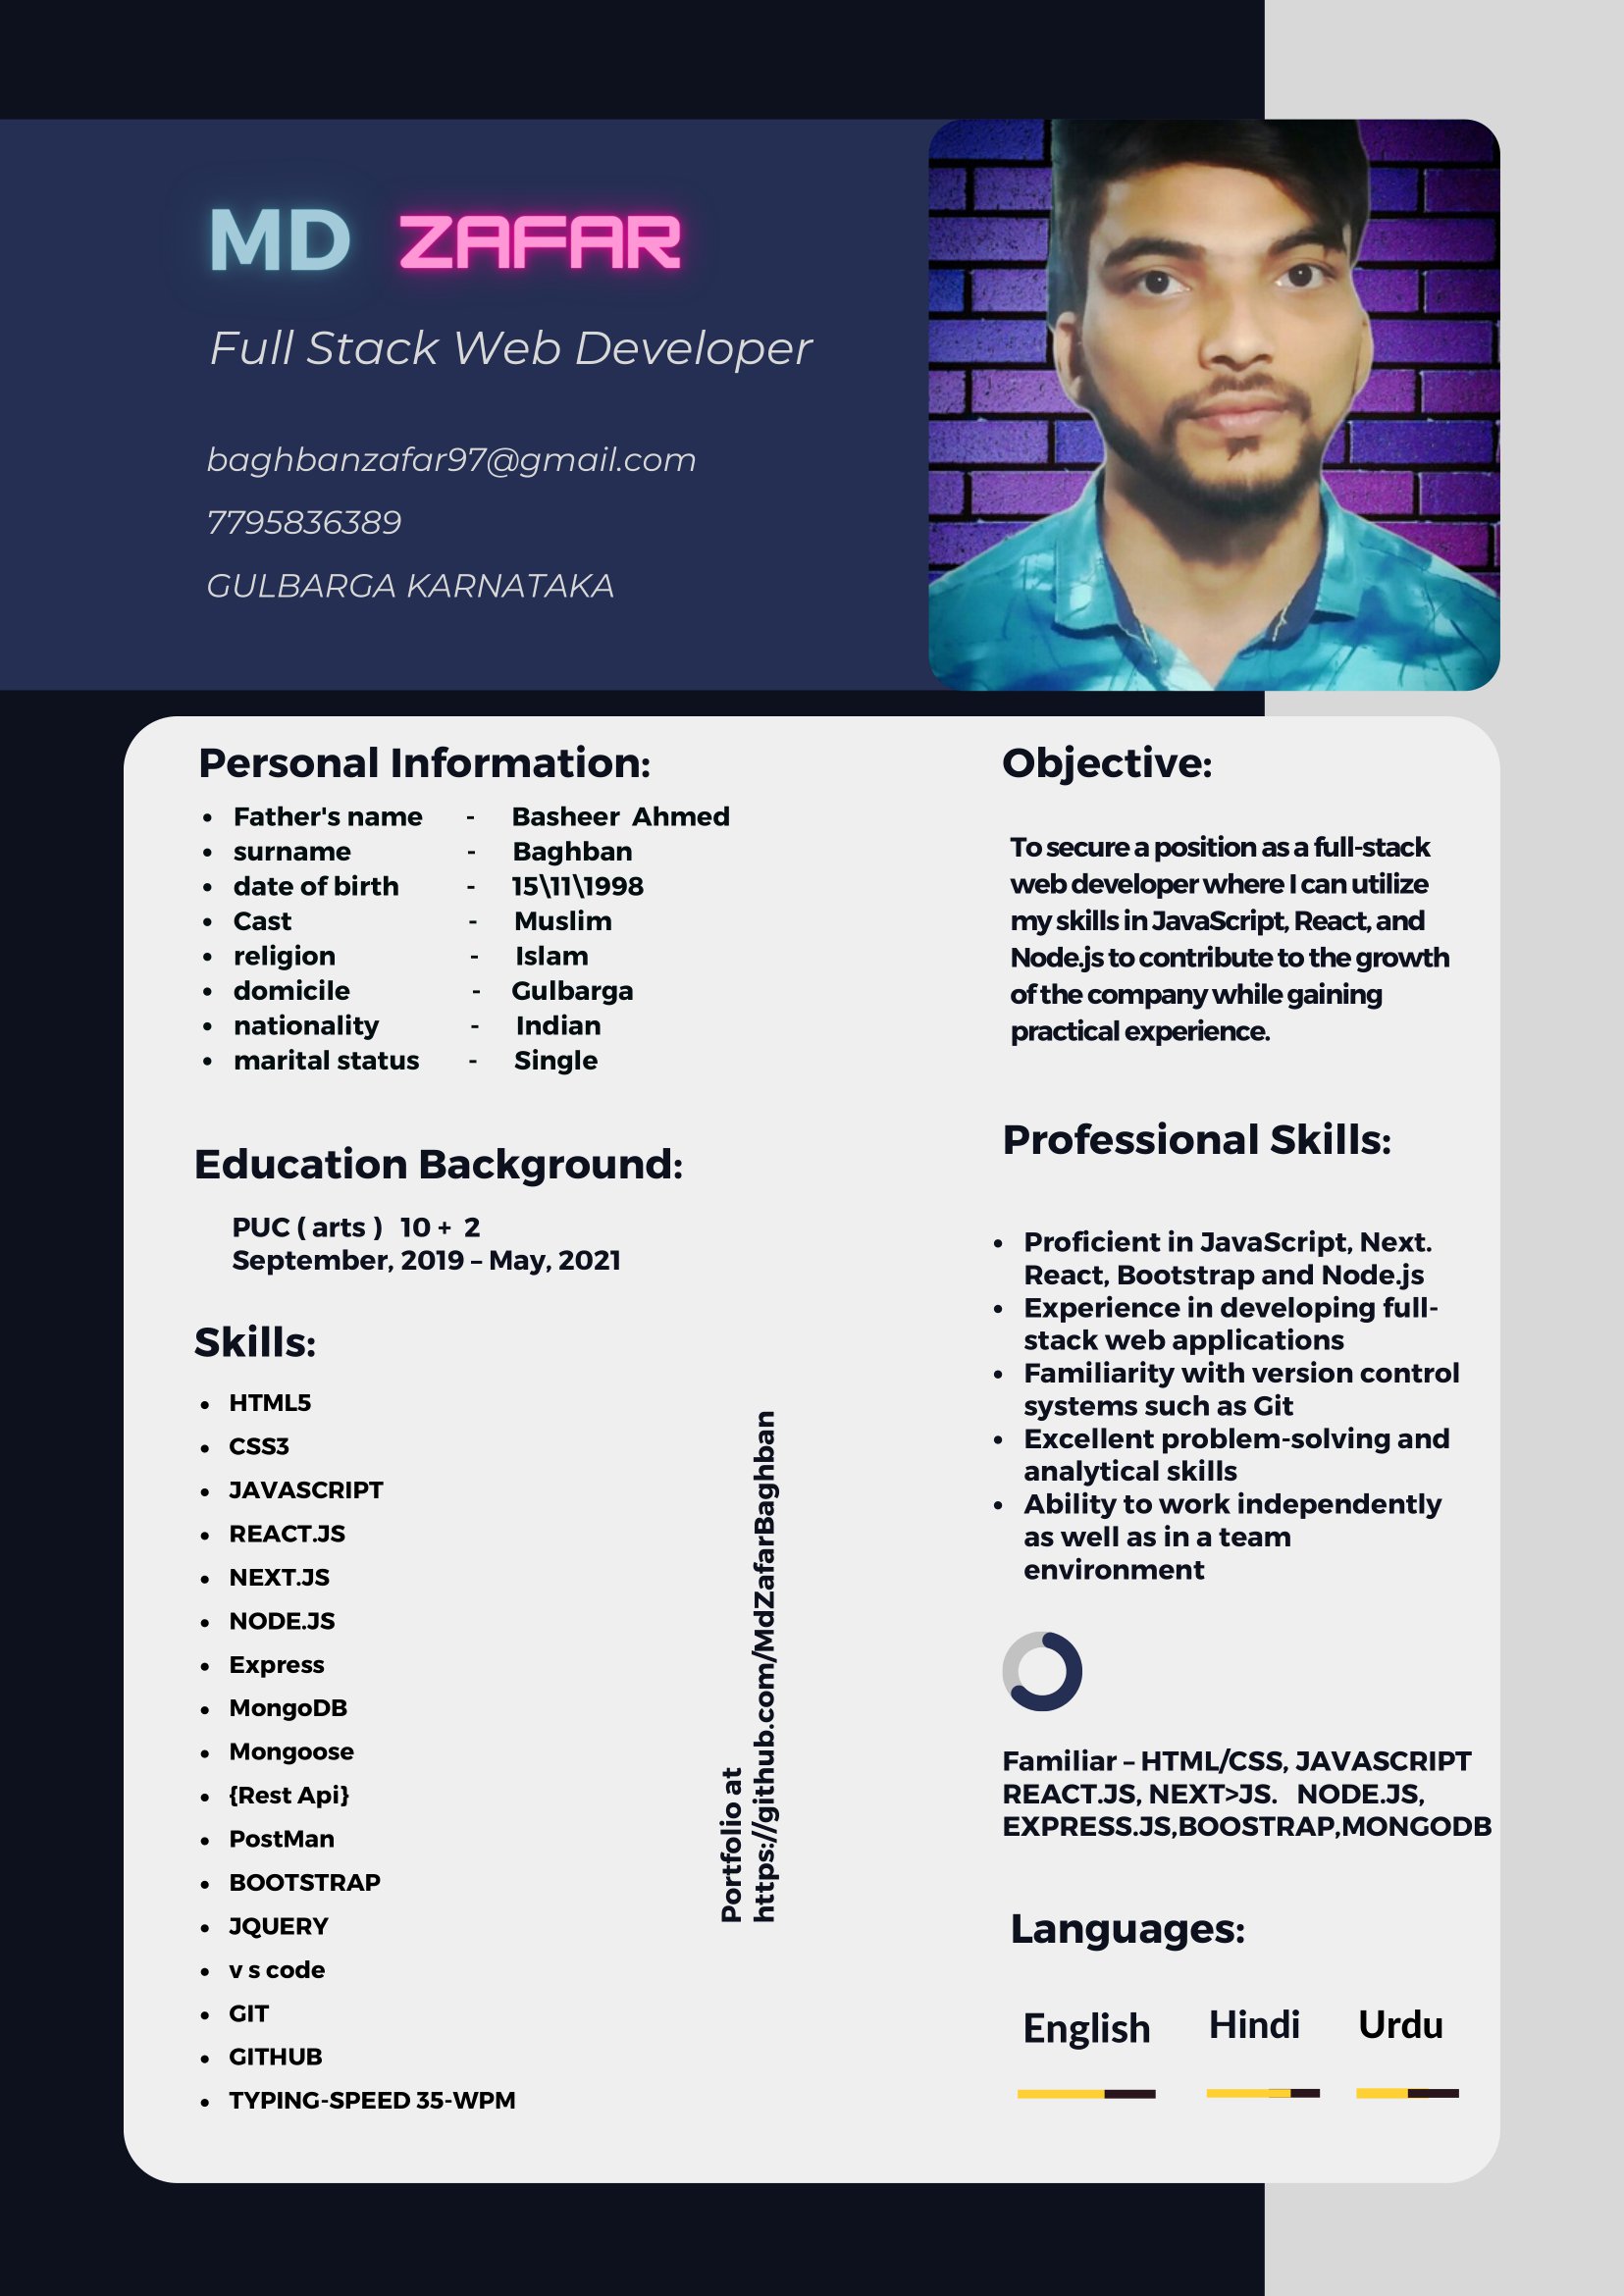 MD ZAFAR
Full Stack Web Developer
baghbanzafar97@gmail.com
7795836389
GULBARGA KARNATAKA
Personal Information:
• Father's name - Basheer Ahmed
• surname - Baghban
• date of birth - 15\11\1998
• Cast - Muslim
• religion - Islam
• domicile - Gulbarga
• nationality - Indian
• marital status - Single
Education Background:
PUC ( arts ) 10 + 2
September, 2019 – May, 2021
Skills:
• HTML5
• CSS3
• JAVASCRIPT
• REACT.JS
• NEXT.JS
• NODE.JS
• Express
• MongoDB
• Mongoose
• {Rest Api}
• PostMan
• BOOTSTRAP
• JQUERY
• v s code
• GIT
• GITHUB
• TYPING-SPEED 35-WPM
Portfolio at
https://github.com/MdZafarBaghban
Objective:
To secure a position as a full-stack
web developer where I can utilize
my skills in JavaScript, React, and
Node.js to contribute to the growth
of the company while gaining
practical experience.
Professional Skills:
• Proficient in JavaScript, Next.
React, Bootstrap and Node.js
• Experience in developing full-
stack web applications
• Familiarity with version control
systems such as Git
• Excellent problem-solving and
analytical skills
• Ability to work independently
as well as in a team
environment
Familiar – HTML/CSS, JAVASCRIPT
REACT.JS, NEXT>JS. NODE.JS,
EXPRESS.JS,BOOSTRAP,MONGODB
Languages:
English Hindi Urdu